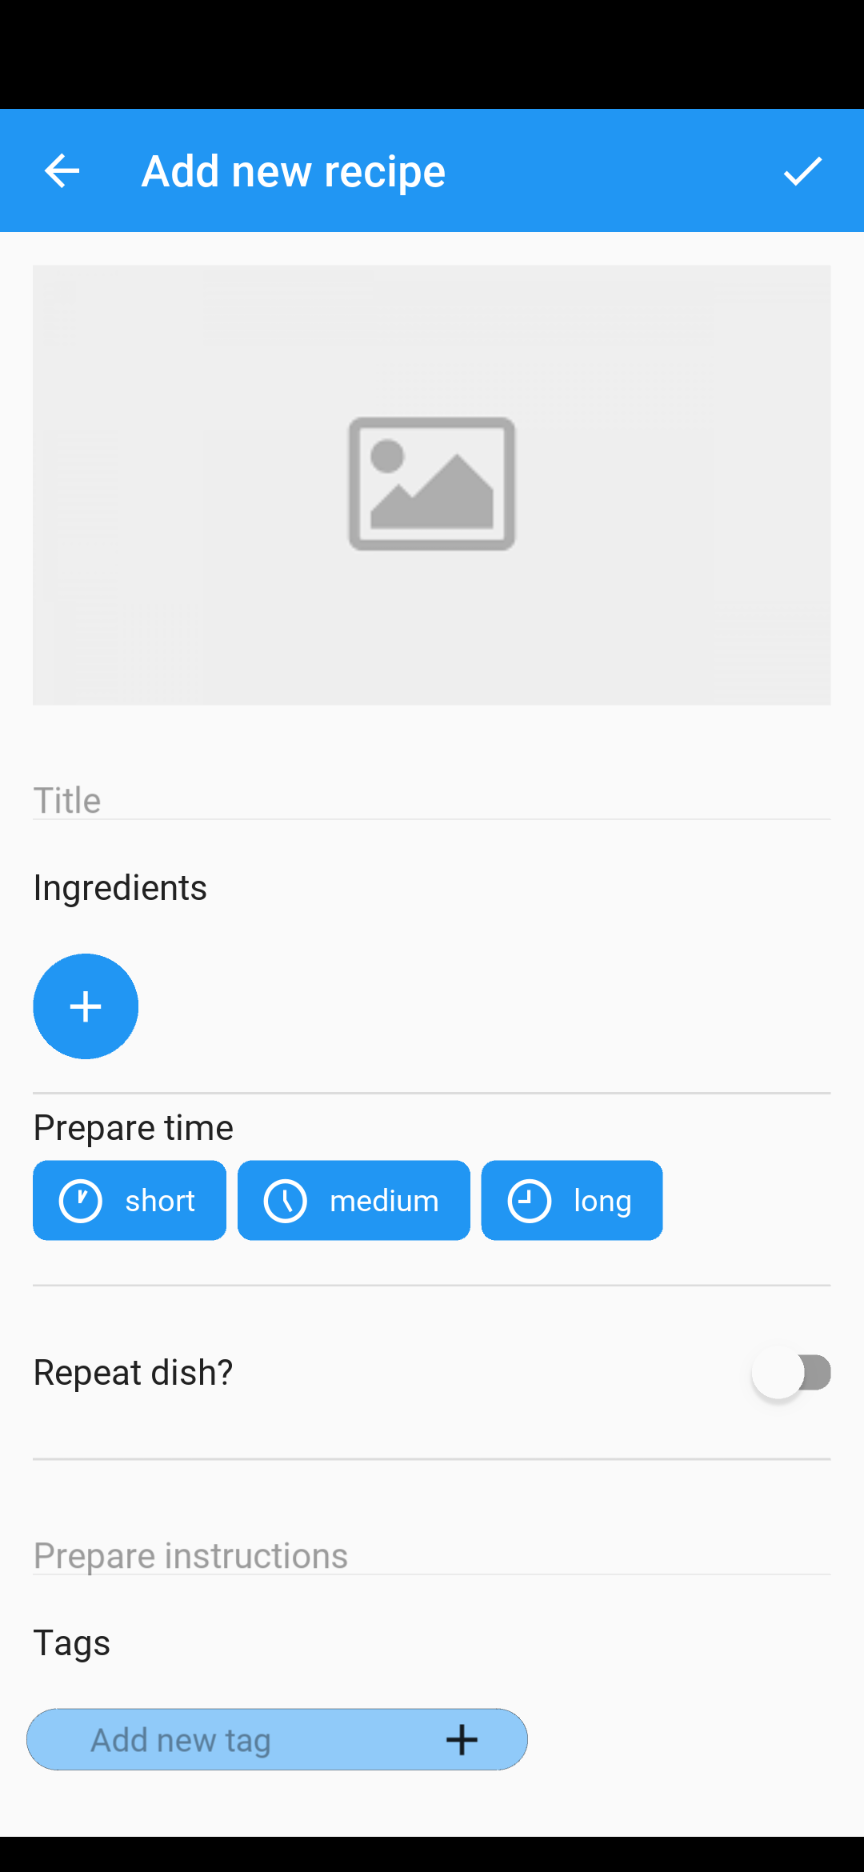 Add new recipe
Title
Ingredients
Prepare time
short medium long
Repeat dish?
Prepare instructions
Tags
Add new tag